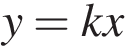 y = kx